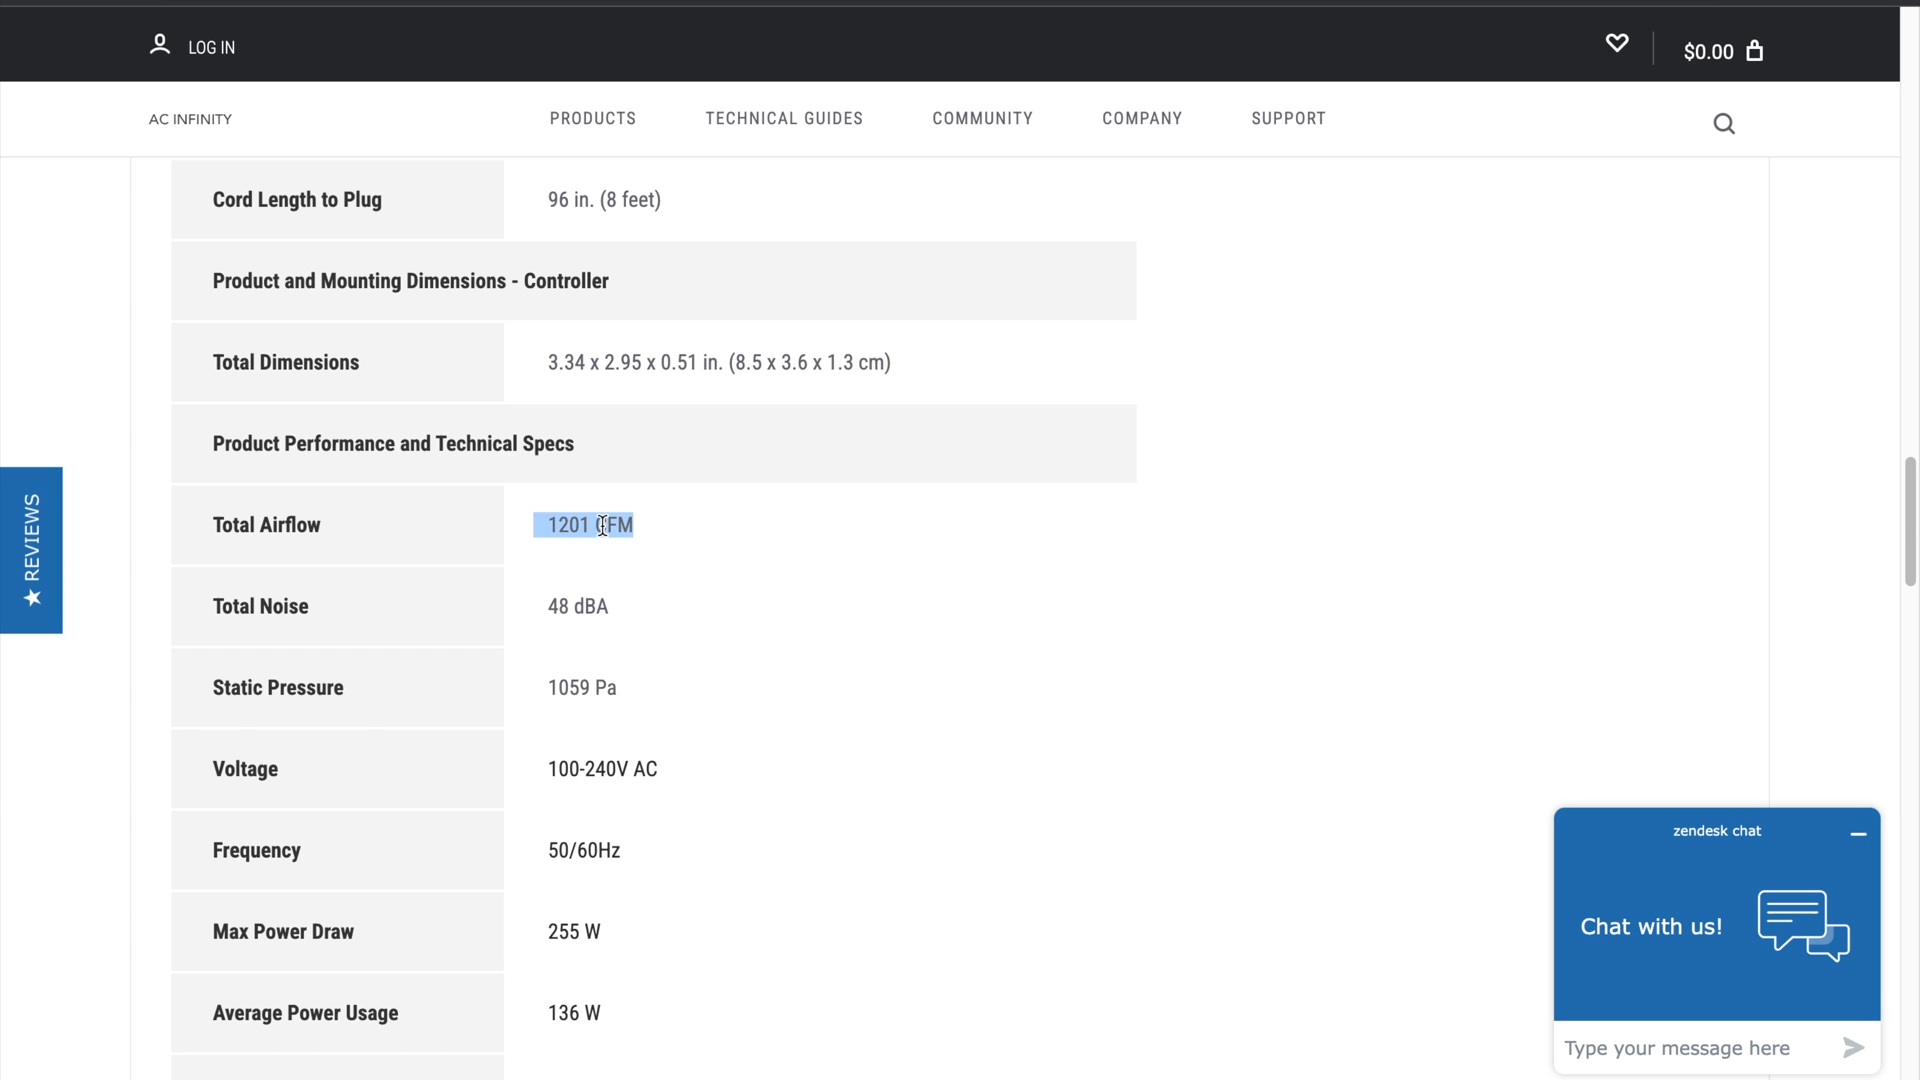 LOG IN
$0.00
AC INFINITY
PRODUCTS
TECHNICAL GUIDES
COMMUNITY
COMPANY
SUPPORT
Cord Length to Plug 96 in. (8 feet)
Product and Mounting Dimensions - Controller
Total Dimensions 3.34 x 2.95 x 0.51 in. (8.5 x 3.6 x 1.3 cm)
Product Performance and Technical Specs
Total Airflow 1201 CFM
Total Noise 48 dBA
Static Pressure 1059 Pa
Voltage 100-240V AC
Frequency 50/60Hz
Max Power Draw 255 W
Average Power Usage 136 W
★ REVIEWS
zendesk chat
Chat with us!
Type your message here